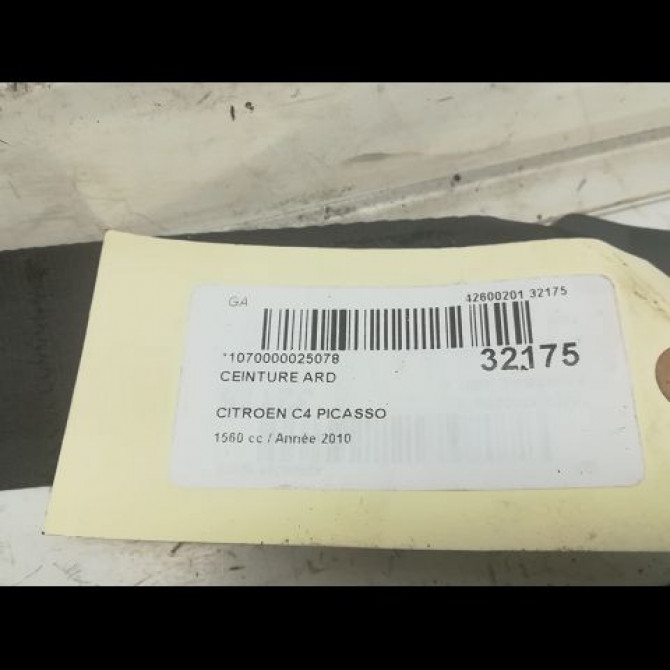 GA
42600201 32175
*1070000025078
32175
CEINTURE ARD
CITROEN C4 PICASSO
1560 cc / Année 2010